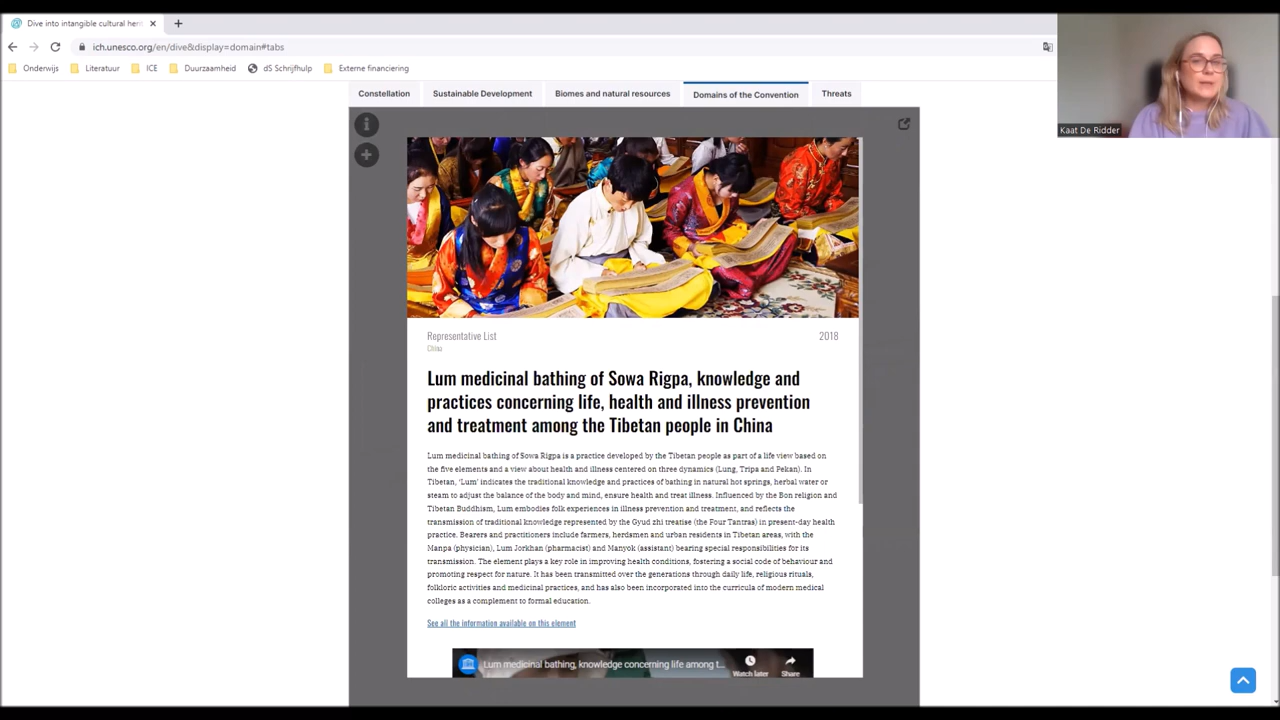 Dive into intangible cultural her
ich.unesco.org/en/dive&display=domain#tabs
Onderwijs Literatuur ICE Duurzaamheid dS Schrijfhulp Externe financiering
Kaat De Ridder
Constellation Sustainable Development Biomes and natural resources Domains of the Convention Threats
Representative List 2018
China
Lum medicinal bathing of Sowa Rigpa, knowledge and
practices concerning life, health and illness prevention
and treatment among the Tibetan people in China
Lum medicinal bathing of Sowa Rigpa is a practice developed by the Tibetan people as part of a life view based on
the five elements and a view about health and illness centered on three dynamics (Lung, Tripa and Pekan). In
Tibetan, ‘Lum’ indicates the traditional knowledge and practices of bathing in natural hot springs, herbal water or
steam to adjust the balance of the body and mind, ensure health and treat illness. Influenced by the Bon religion and
Tibetan Buddhism, Lum embodies folk experiences in illness prevention and treatment, and reflects the
transmission of traditional knowledge represented by the Gyud zhi treatise (the Four Tantras) in present-day health
practice. Bearers and practitioners include farmers, herdsmen and urban residents in Tibetan areas, with the
Manpa (physician), Lum Jorkhan (pharmacist) and Manyok (assistant) bearing special responsibilities for its
transmission. The element plays a key role in improving health conditions, fostering a social code of behaviour and
promoting respect for nature. It has been transmitted over the generations through daily life, religious rituals,
folkloric activities and medicinal practices, and has also been incorporated into the curricula of modern medical
colleges as a complement to formal education.
See all the information available on this element
Lum medicinal bathing, knowledge concerning life among t...
Watch later Share